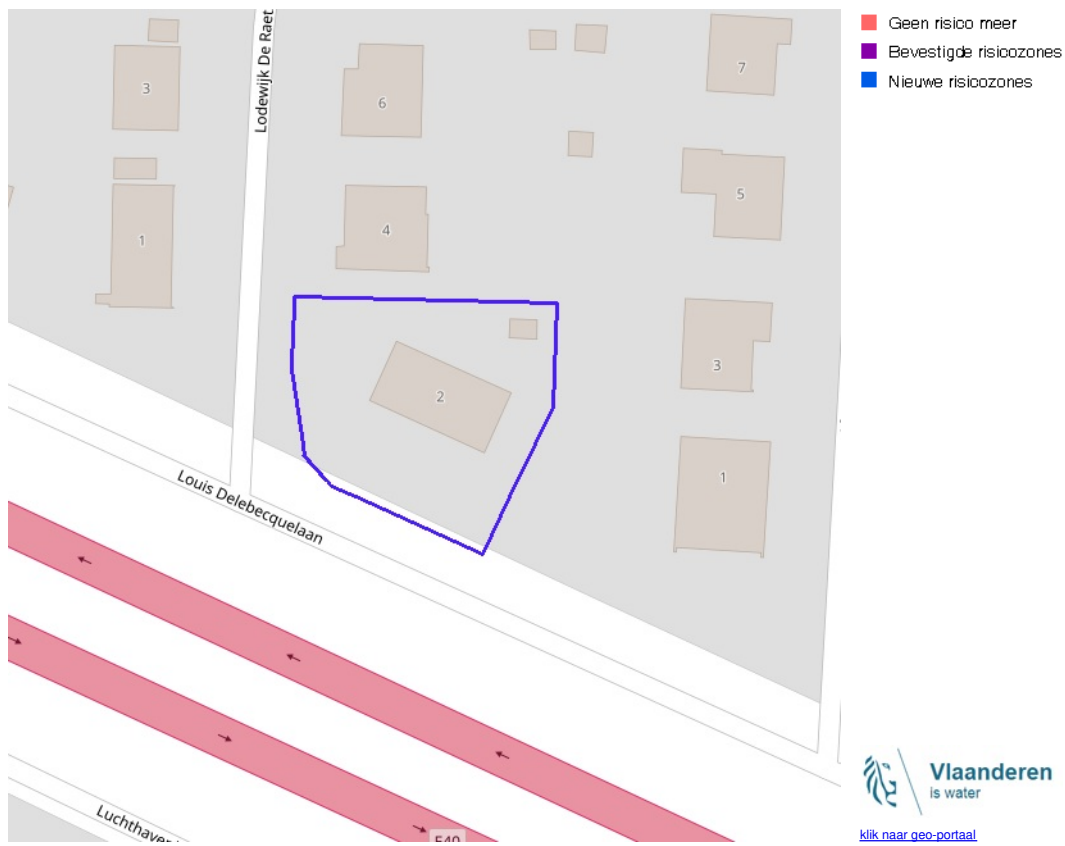 Geen risico meer
Bevestigde risicozones
Nieuwe risicozones
Lodewijk De Raet
3
6
7
1
4
5
2
3
1
Louis Delebecquelaan
E40
Vlaanderen
is water
klik naar geo-portaal